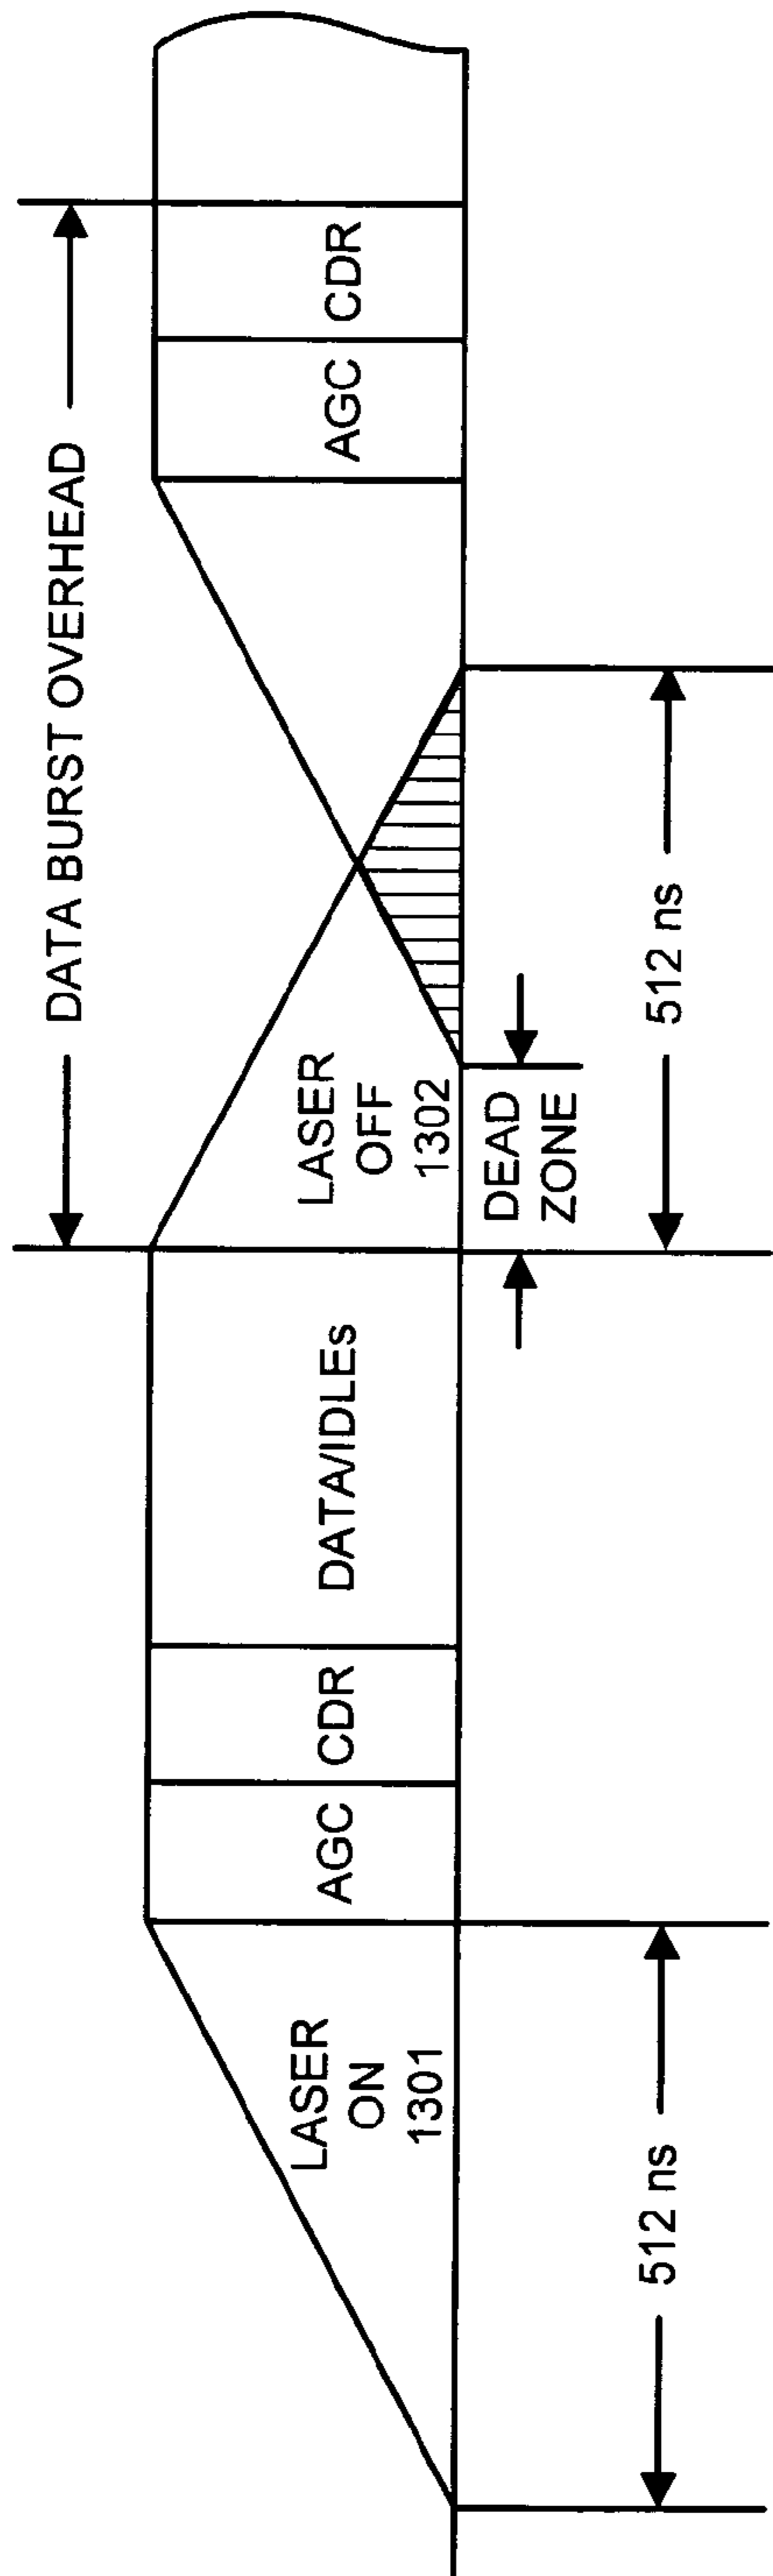 DATA BURST OVERHEAD
LASER
ON
1301
AGC
CDR
DATA/IDLEs
LASER
OFF
1302
AGC
CDR
DEAD
ZONE
512 ns
512 ns